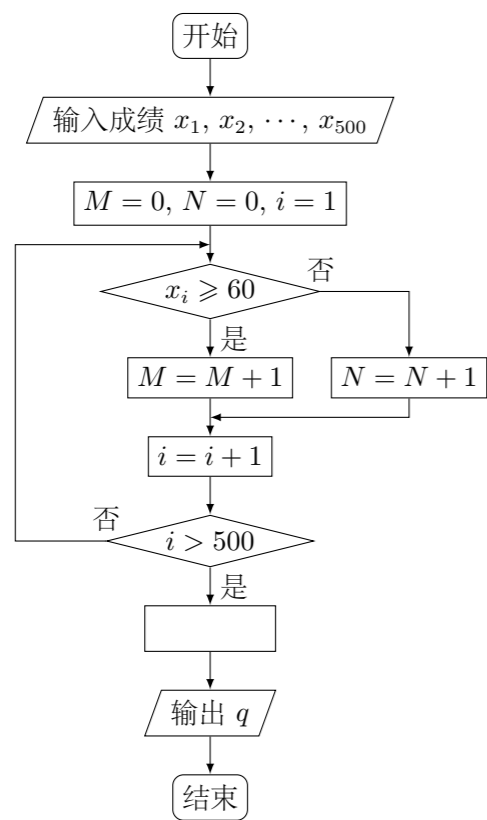 开始
输入成绩 x₁, x₂, ⋯, x₅₀₀
M = 0, N = 0, i = 1
xᵢ ⩾ 60
否
是
M = M + 1
N = N + 1
i = i + 1
否
i > 500
是
输出 q
结束